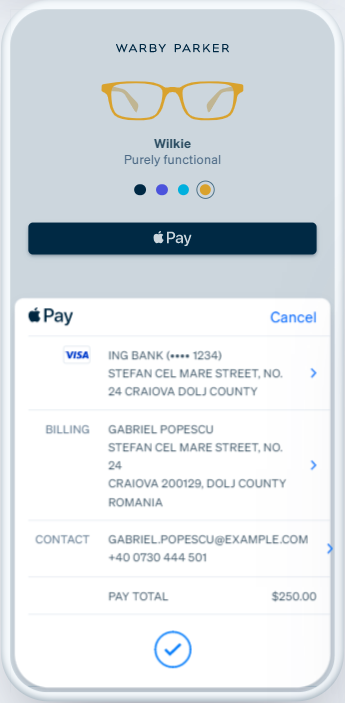 WARBY PARKER
Wilkie
Purely functional
Pay
Pay Cancel
VISA ING BANK (•••• 1234)
STEFAN CEL MARE STREET, NO.
24 CRAIOVA DOLJ COUNTY
BILLING GABRIEL POPESCU
STEFAN CEL MARE STREET, NO.
24
CRAIOVA 200129, DOLJ COUNTY
ROMANIA
CONTACT GABRIEL.POPESCU@EXAMPLE.COM
+40 0730 444 501
PAY TOTAL $250.00